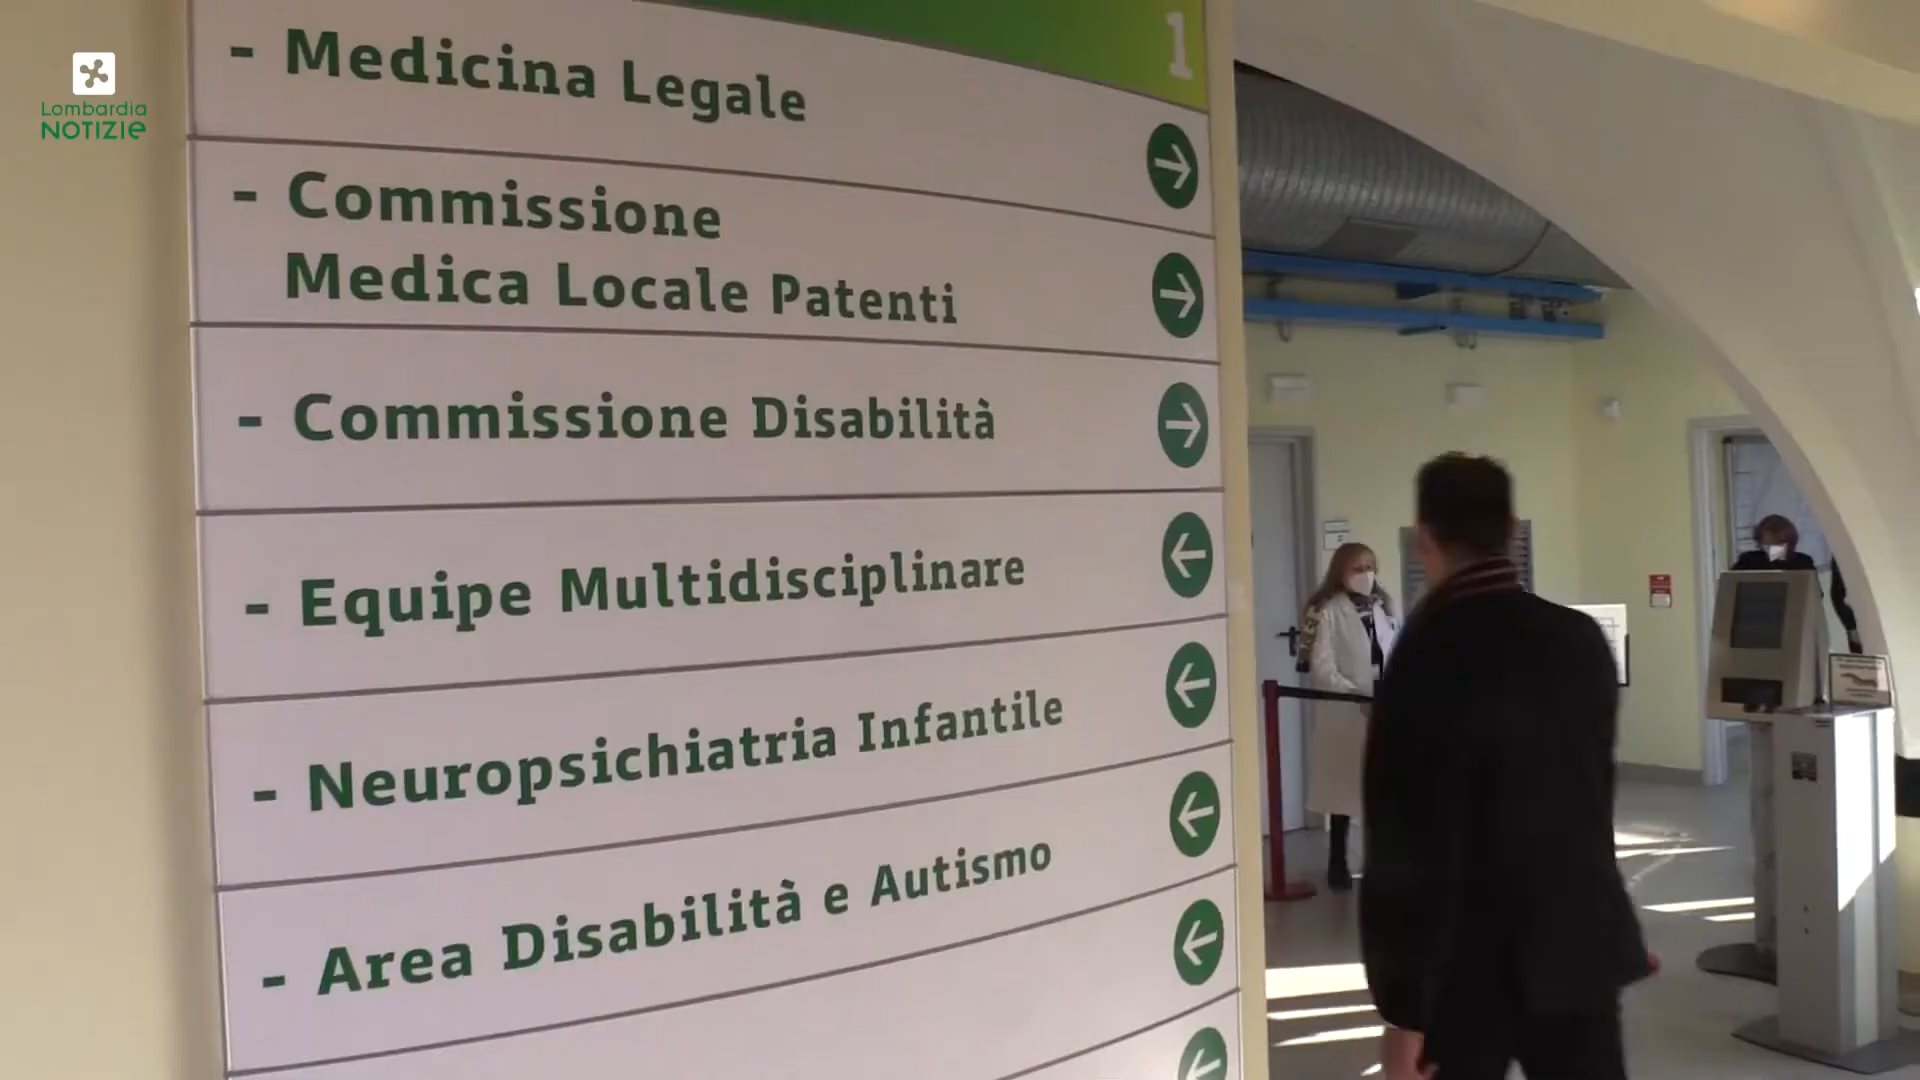 Lombardia
NOTIZIE
1
- Medicina Legale
- Commissione
Medica Locale Patenti
- Commissione Disabilità
- Equipe Multidisciplinare
- Neuropsichiatria Infantile
- Area Disabilità e Autismo